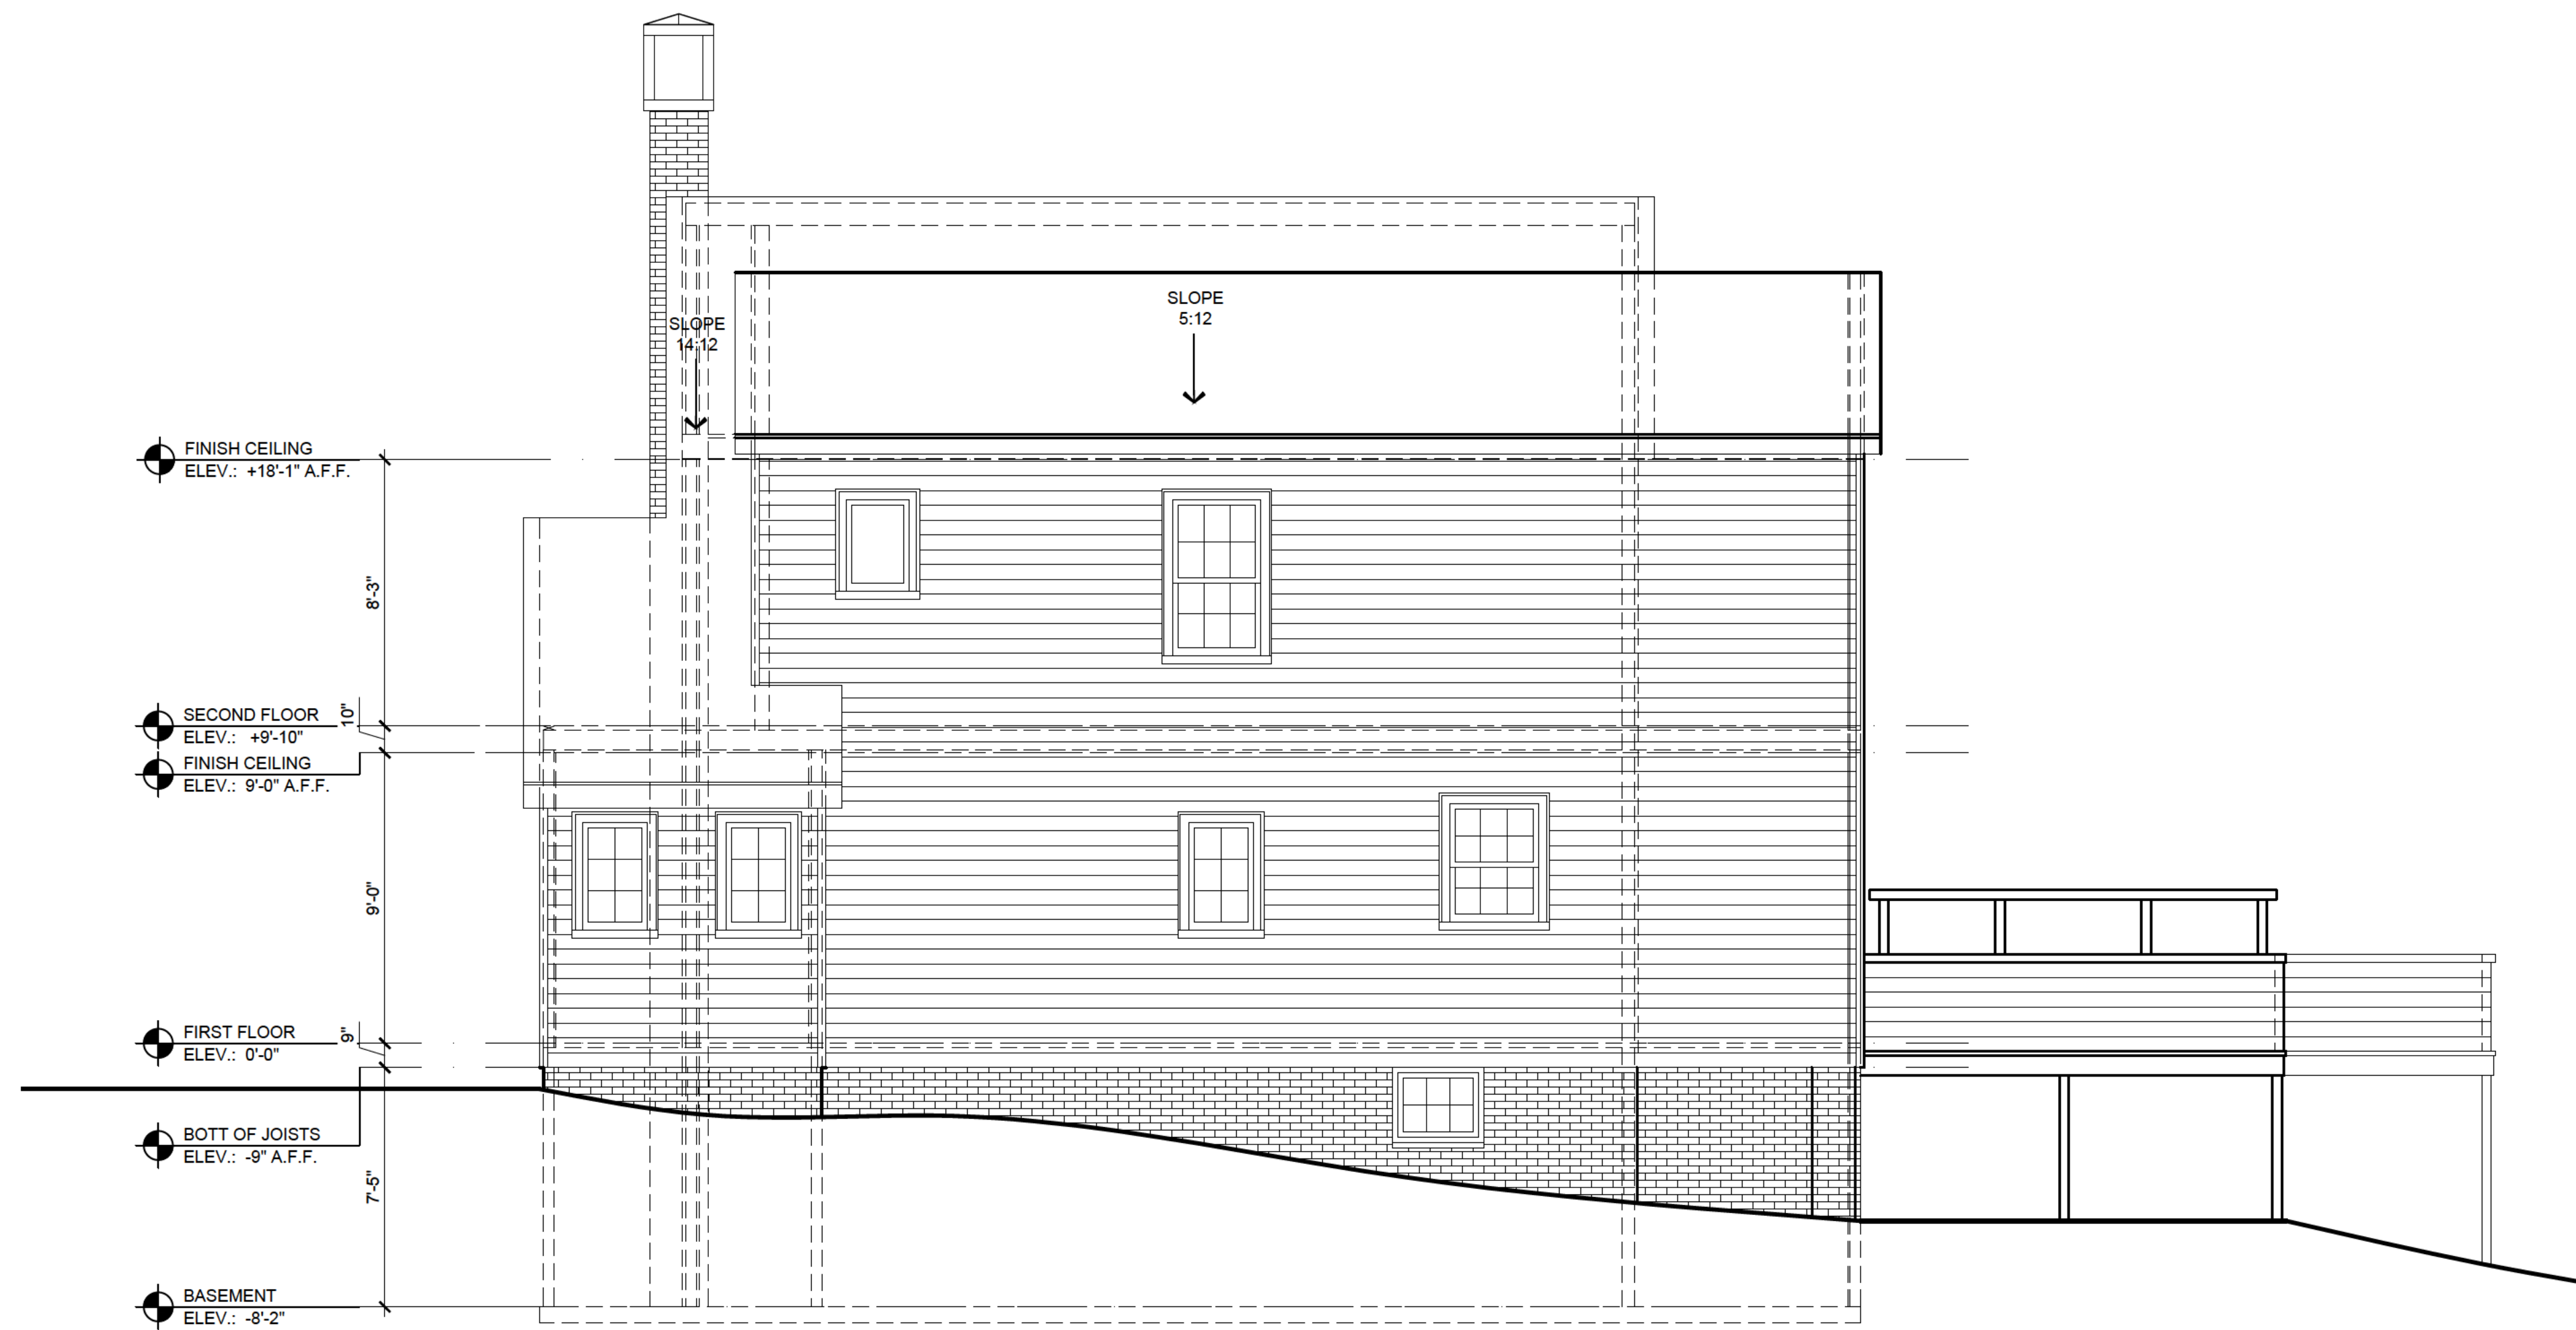 SLOPE
5:12
SLOPE
14:12
FINISH CEILING
ELEV.: +18'-1" A.F.F.
8'-3"
SECOND FLOOR
ELEV.: +9'-10"
10"
FINISH CEILING
ELEV.: 9'-0" A.F.F.
9'-0"
FIRST FLOOR
ELEV.: 0'-0"
9"
BOTT OF JOISTS
ELEV.: -9" A.F.F.
7'-5"
BASEMENT
ELEV.: -8'-2"